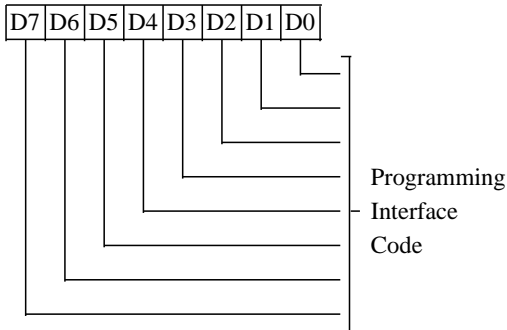 D7 D6 D5 D4 D3 D2 D1 D0
Programming
Interface
Code